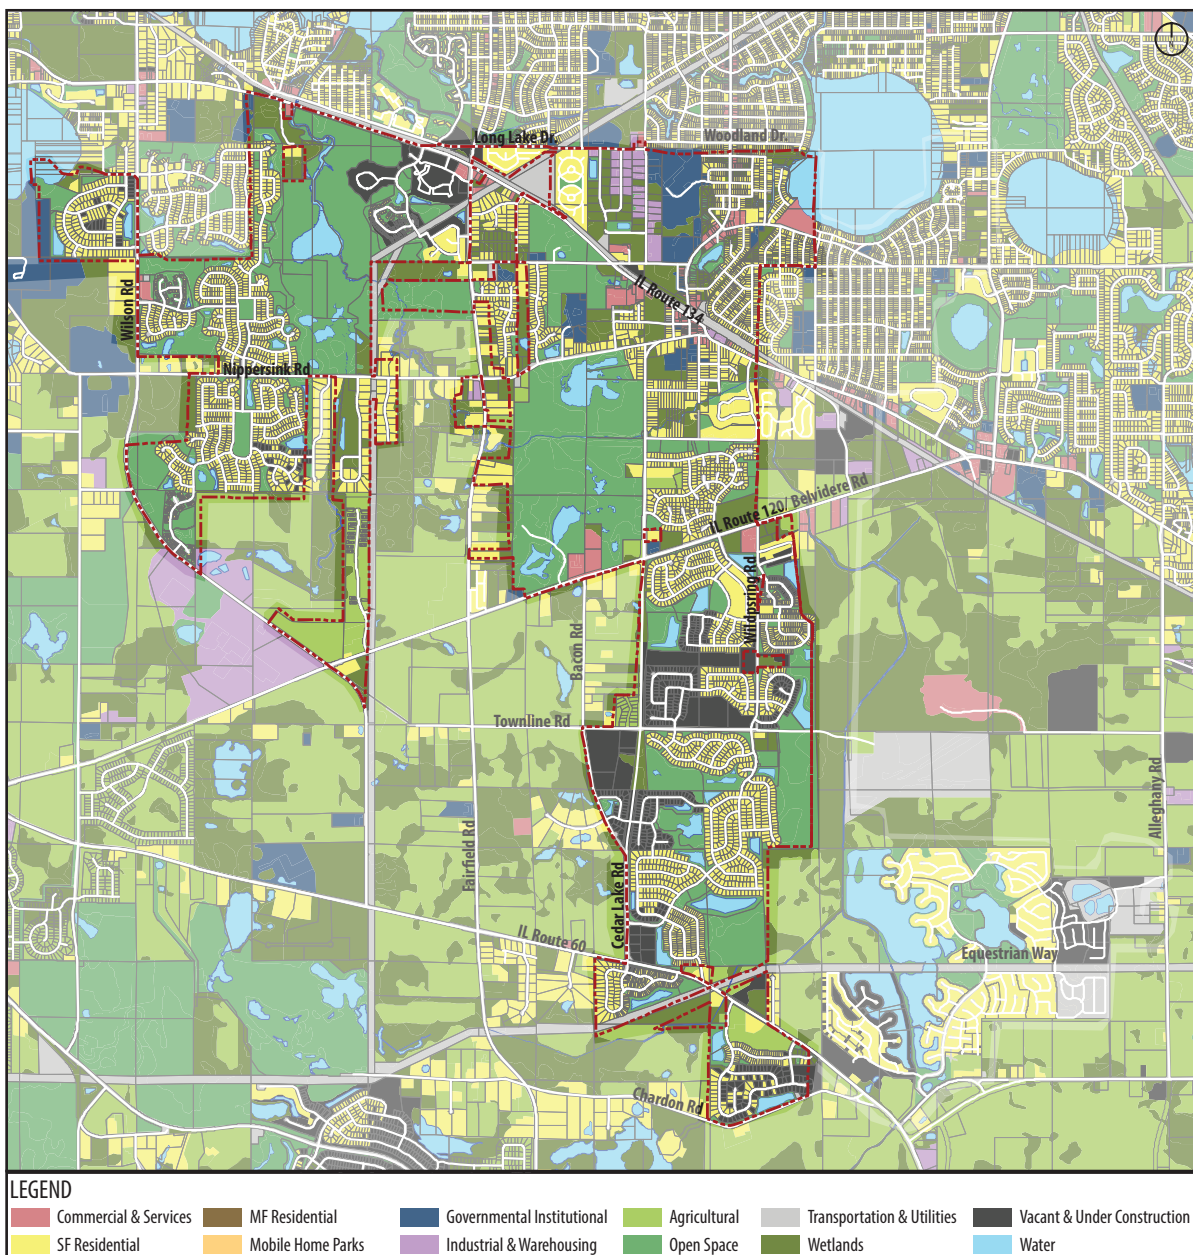 Long Lake Dr.
Woodland Dr.
Wilson Rd
IL Route 134
Nippersink Rd
IL Route 120/ Belvidere Rd
Wildpsring Rd
Bacon Rd
Townline Rd
Alleghany Rd
Fairfield Rd
Cedar Lake Rd
IL Route 60
Equestrian Way
Chardon Rd
LEGEND
Commercial & Services MF Residential Governmental Institutional Agricultural Transportation & Utilities Vacant & Under Construction
SF Residential Mobile Home Parks Industrial & Warehousing Open Space Wetlands Water